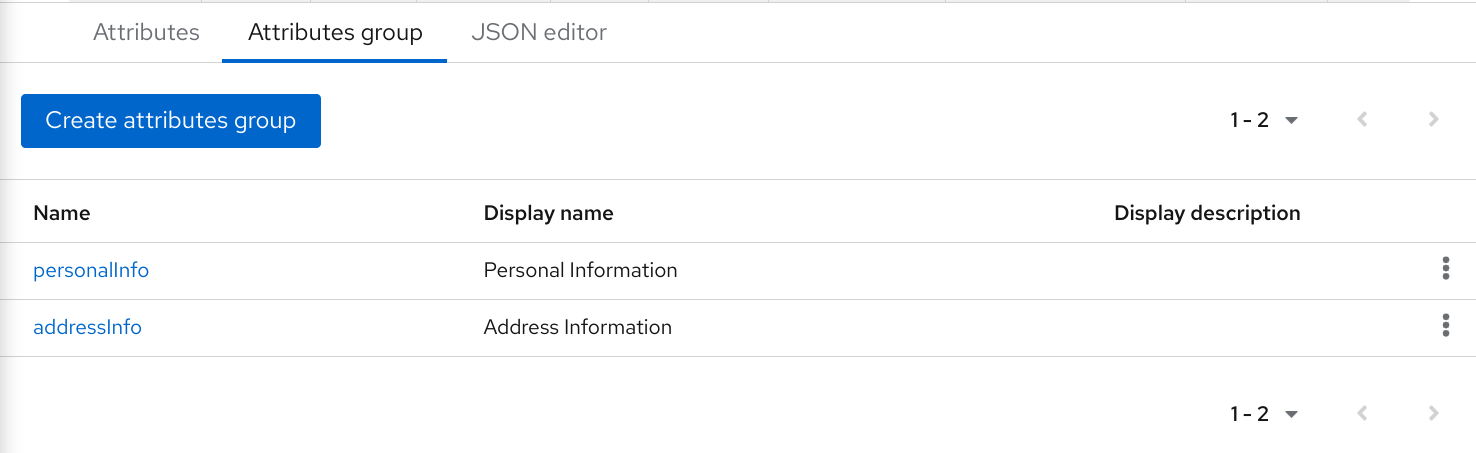 Attributes Attributes group JSON editor
Create attributes group 1 - 2
Name Display name Display description
personalInfo Personal Information
addressInfo Address Information
1 - 2